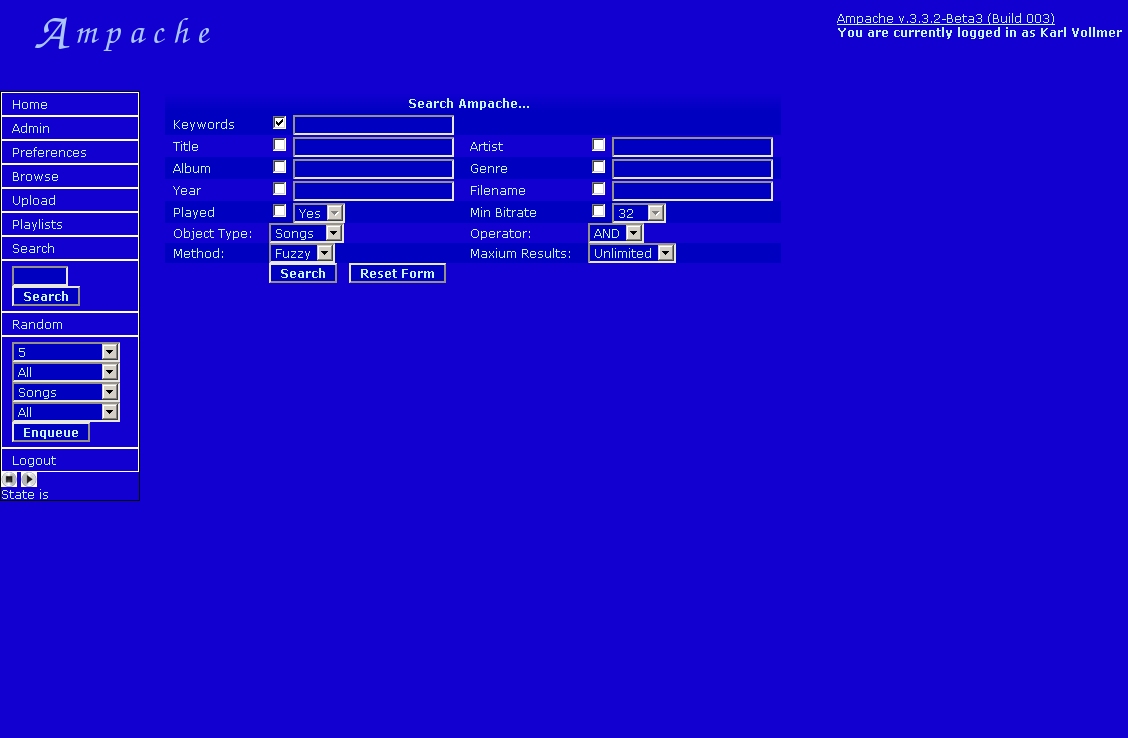 Ampache
Ampache v.3.3.2-Beta3 (Build 003)
You are currently logged in as Karl Vollmer
Home
Admin
Preferences
Browse
Upload
Playlists
Search
Search
Random
5
All
Songs
All
Enqueue
Logout
State is
Search Ampache...
Keywords
Title Artist
Album Genre
Year Filename
Played Yes Min Bitrate 32
Object Type: Songs Operator: AND
Method: Fuzzy Maxium Results: Unlimited
Search Reset Form